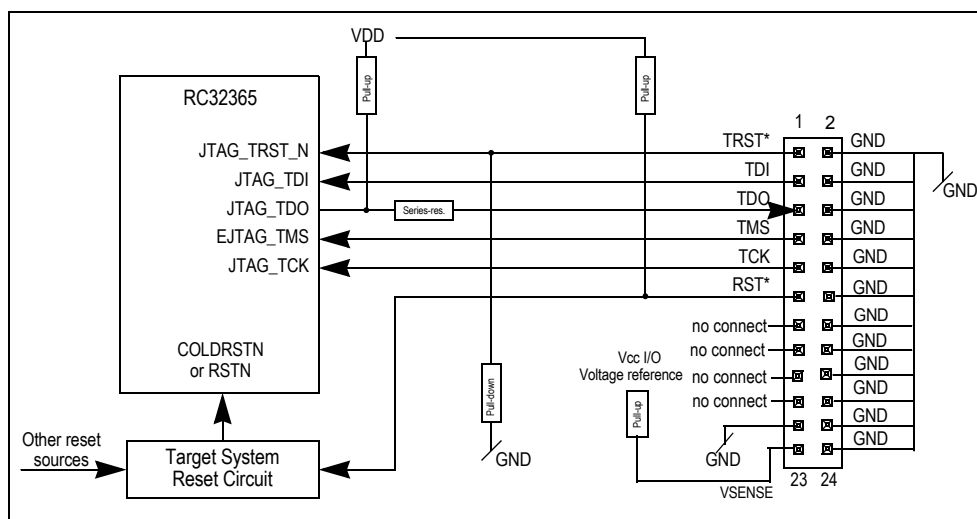 VDD
Pull-up
Pull-up
RC32365
1 2
JTAG_TRST_N
TRST*
GND
JTAG_TDI
TDI
GND
GND
JTAG_TDO
Series-res.
TDO
GND
EJTAG_TMS
TMS
GND
JTAG_TCK
TCK
GND
RST*
GND
no connect
GND
no connect
GND
COLDRSTN
or RSTN
Vcc I/O
Voltage reference
no connect
GND
no connect
GND
Pull-down
Pull-up
GND
GND
GND
GND
Other reset
sources
Target System
Reset Circuit
VSENSE
23 24